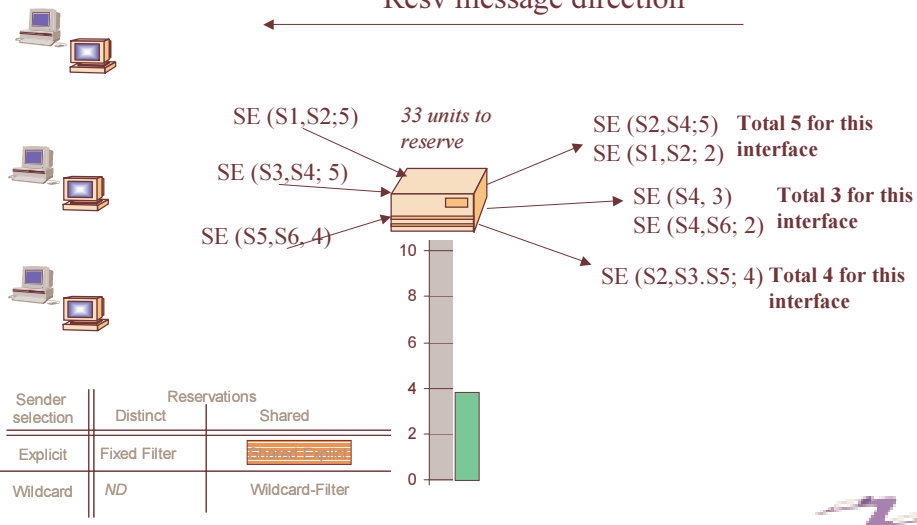 Resv message direction
SE (S1,S2;5)
33 units to
reserve
SE (S3,S4; 5)
SE (S5,S6, 4)
SE (S2,S4;5)
SE (S1,S2; 2)
Total 5 for this
interface
SE (S4, 3)
SE (S4,S6; 2)
Total 3 for this
interface
SE (S2,S3.S5; 4)
Total 4 for this
interface
10
8
6
4
2
0
Sender
selection
Reservations
Distinct
Shared
Explicit
Fixed Filter
Shared Explicit
Wildcard
ND
Wildcard-Filter